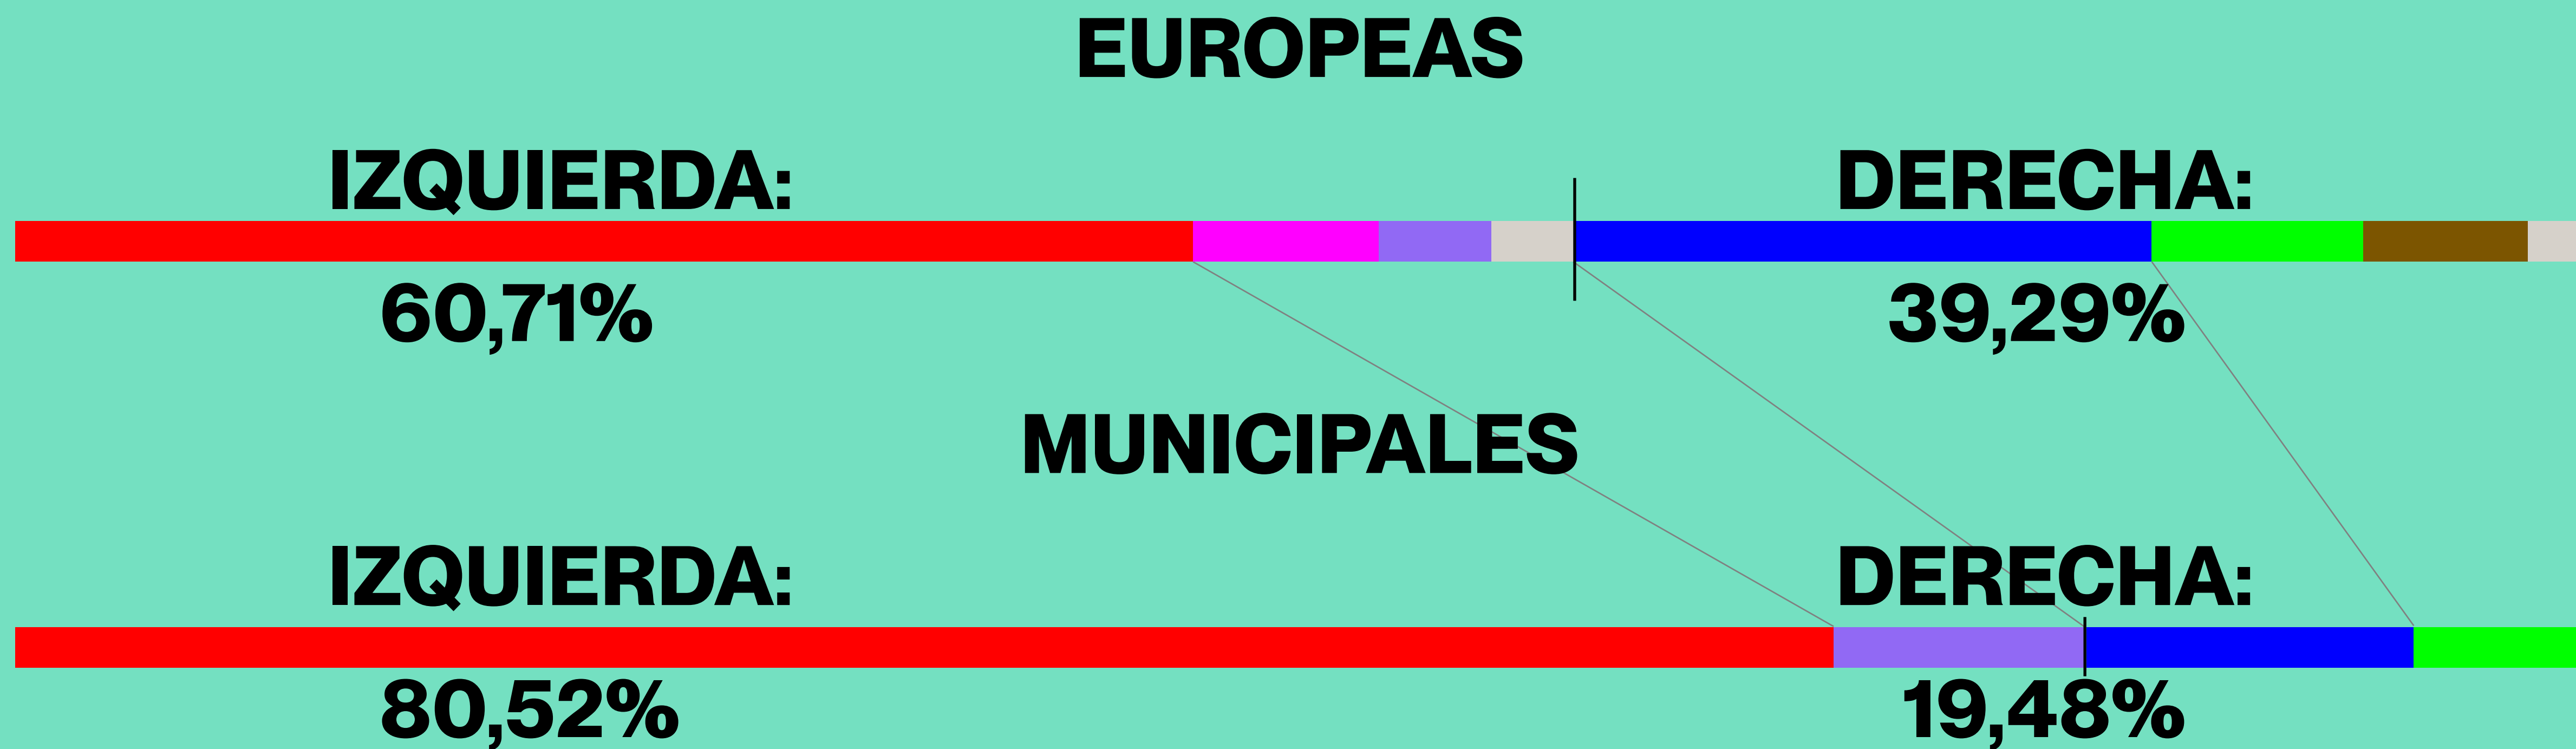 EUROPEAS
IZQUIERDA: DERECHA:
60,71% 39,29%
MUNICIPALES
IZQUIERDA: DERECHA:
80,52% 19,48%